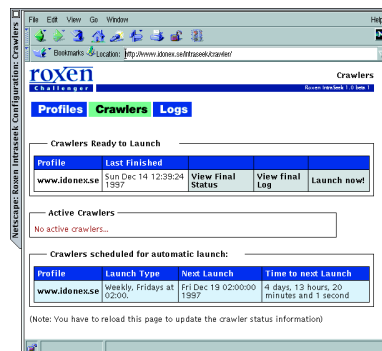 Netscape: Roxen Intraseek Configuration: Crawlers
File Edit View Go Window Help
Bookmarks Location: http://www.idonex.se/intraseek/crawler/
roxen Crawlers
Challenger Roxen IntraSeek 1.0 beta 1
Profiles Crawlers Logs
Crawlers Ready to Launch
Profile Last Finished
www.idonex.se Sun Dec 14 12:39:24 1997 View Final Status View final Log Launch now!
Active Crawlers
No active crawlers...
Crawlers scheduled for automatic launch:
Profile Launch Type Next Launch Time to next Launch
www.idonex.se Weekly, Fridays at 02:00. Fri Dec 19 02:00:00 1997 4 days, 13 hours, 20 minutes and 1 second
(Note: You have to reload this page to update the crawler status information)